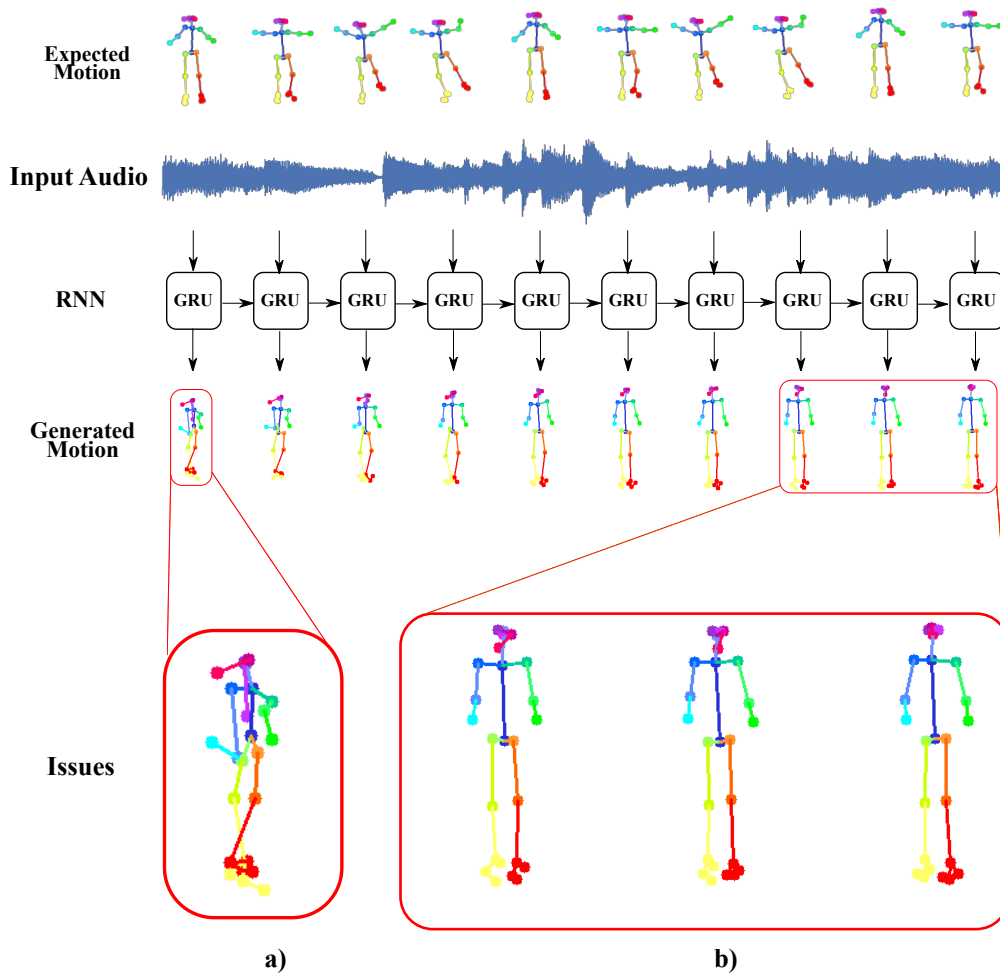 Expected
Motion
Input Audio
RNN
GRU GRU GRU GRU GRU GRU GRU GRU GRU GRU
Generated
Motion
Issues
a) b)